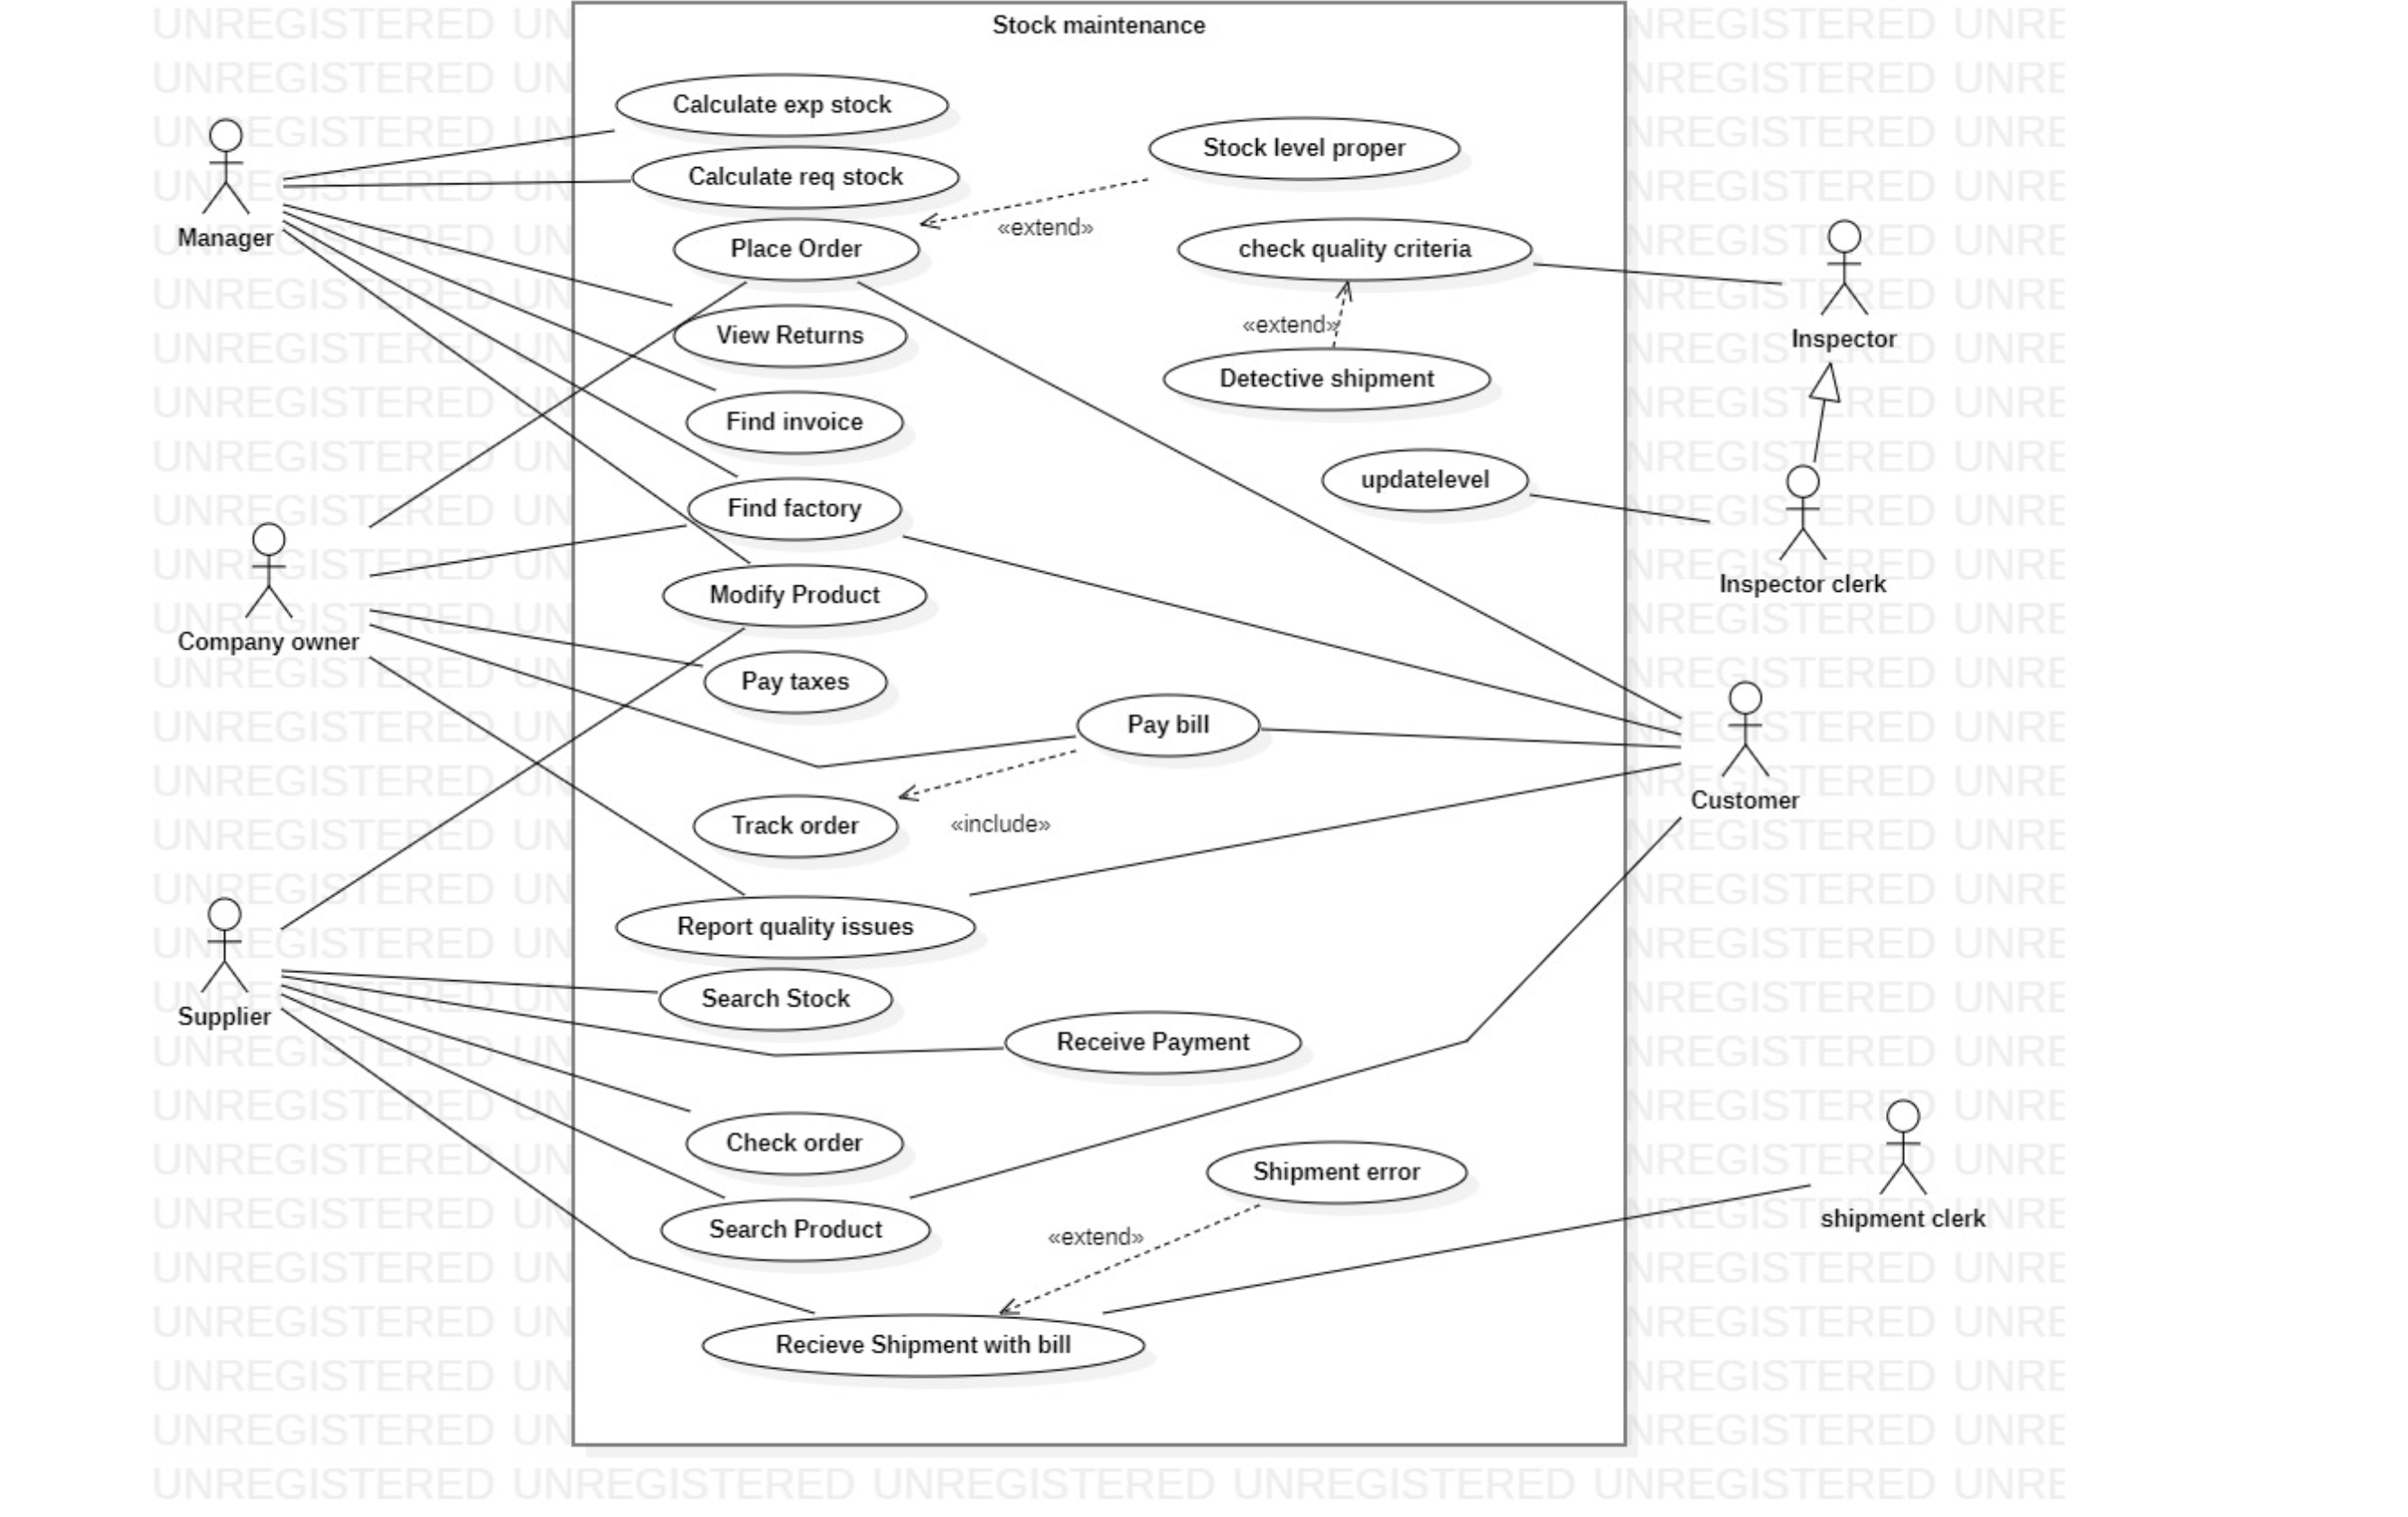 Stock maintenance
Calculate exp stock
Calculate req stock
Place Order
View Returns
Find invoice
Find factory
Modify Product
Pay taxes
Track order
Report quality issues
Search Stock
Check order
Search Product
Recieve Shipment with bill
Stock level proper
«extend»
check quality criteria
«extend»
Detective shipment
updatelevel
Pay bill
«include»
Receive Payment
Shipment error
«extend»
Manager
Company owner
Supplier
Inspector
Inspector clerk
Customer
shipment clerk
UNREGISTERED UNREGISTERED UNREGISTERED UNREGISTERED UNREGISTERED UNRE